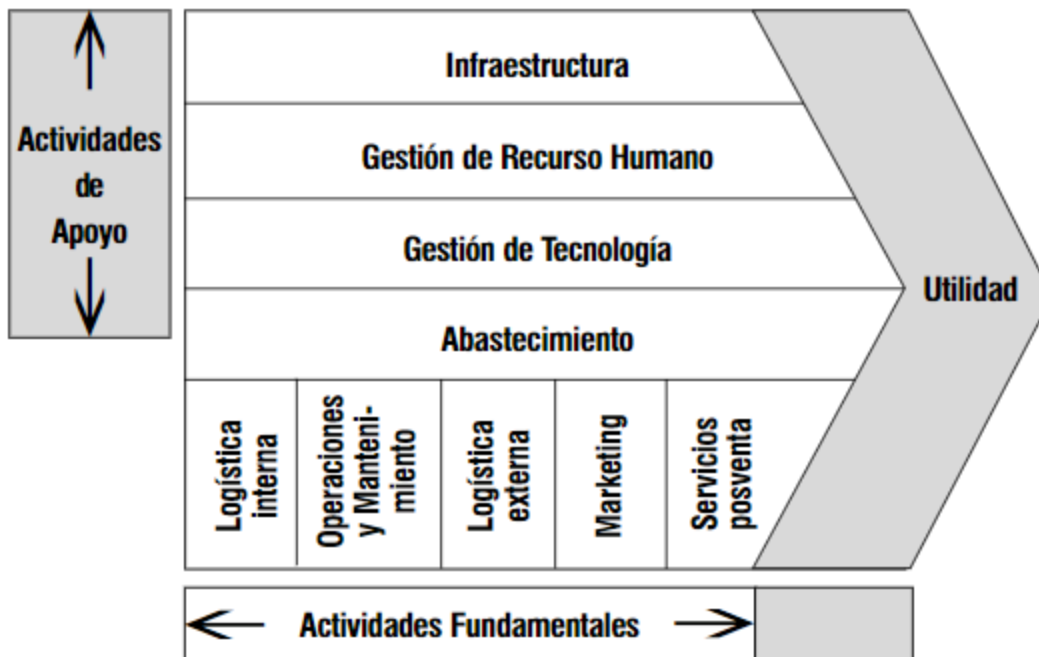 Actividades
de
Apoyo
Infraestructura
Gestión de Recurso Humano
Gestión de Tecnología
Abastecimiento
Utilidad
Logística
interna
Operaciones
y Manteni-
miento
Logística
externa
Marketing
Servicios
posventa
Actividades Fundamentales